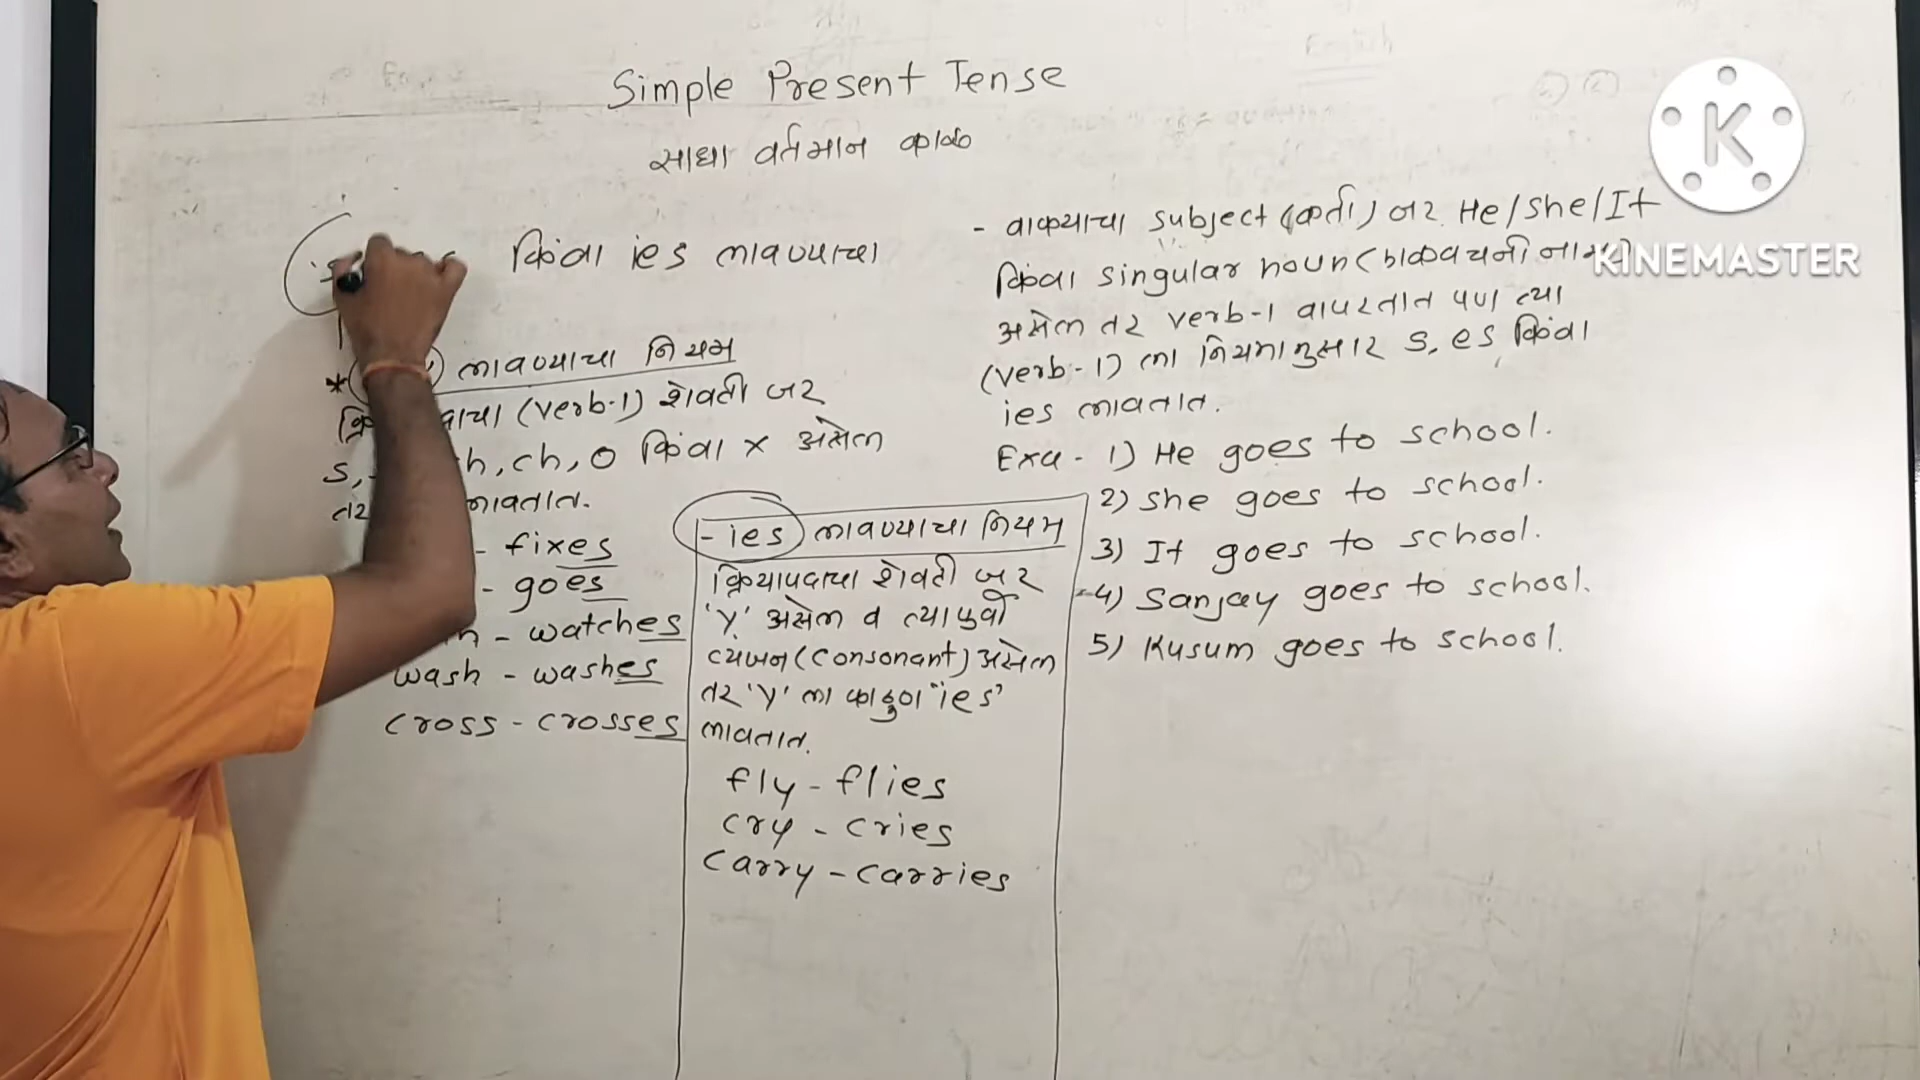 Simple Present Tense
साधा वर्तमान काळ
किंवा ies लावण्याचा
* लावण्याचा नियम
(verb-1) शेवटी जर
s, h, ch, o किंवा x असेल
तर लावतात.
- fixes
- goes
- watches
wash - washes
cross - crosses
- ies लावण्याचा नियम
क्रियापदाचा शेवटी जर
'y' असेल व त्यापुर्वी
व्यंजन (consonant) असेल
तर 'y' ला काढुण "ies"
लावतात.
fly - flies
cry - cries
carry - carries
- वाक्याचा subject (कर्ता) जर He/She/It
किंवा singular noun
असेल तर verb-1 वापरतात पण त्या
(verb-1) ला नियमानुसार s, es किंवा
ies लावतात.
Exa - 1) He goes to school.
2) she goes to school.
3) It goes to school.
4) Sanjay goes to school.
5) Kusum goes to school.
K
KINEMASTER